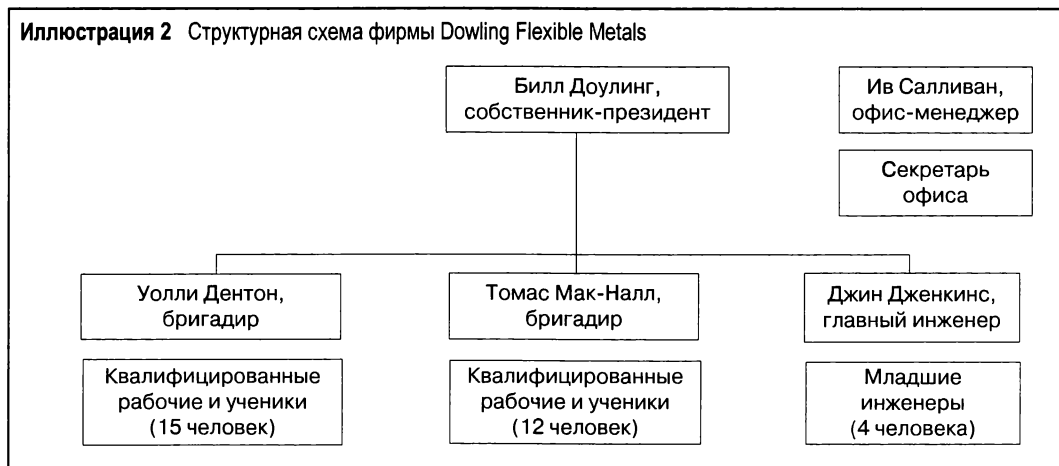 Иллюстрация 2 Структурная схема фирмы Dowling Flexible Metals
Билл Доулинг,
собственник-президент
Ив Салливан,
офис-менеджер
Секретарь
офиса
Уолли Дентон,
бригадир
Томас Мак-Налл,
бригадир
Джин Дженкинс,
главный инженер
Квалифицированные
рабочие и ученики
(15 человек)
Квалифицированные
рабочие и ученики
(12 человек)
Младшие
инженеры
(4 человека)